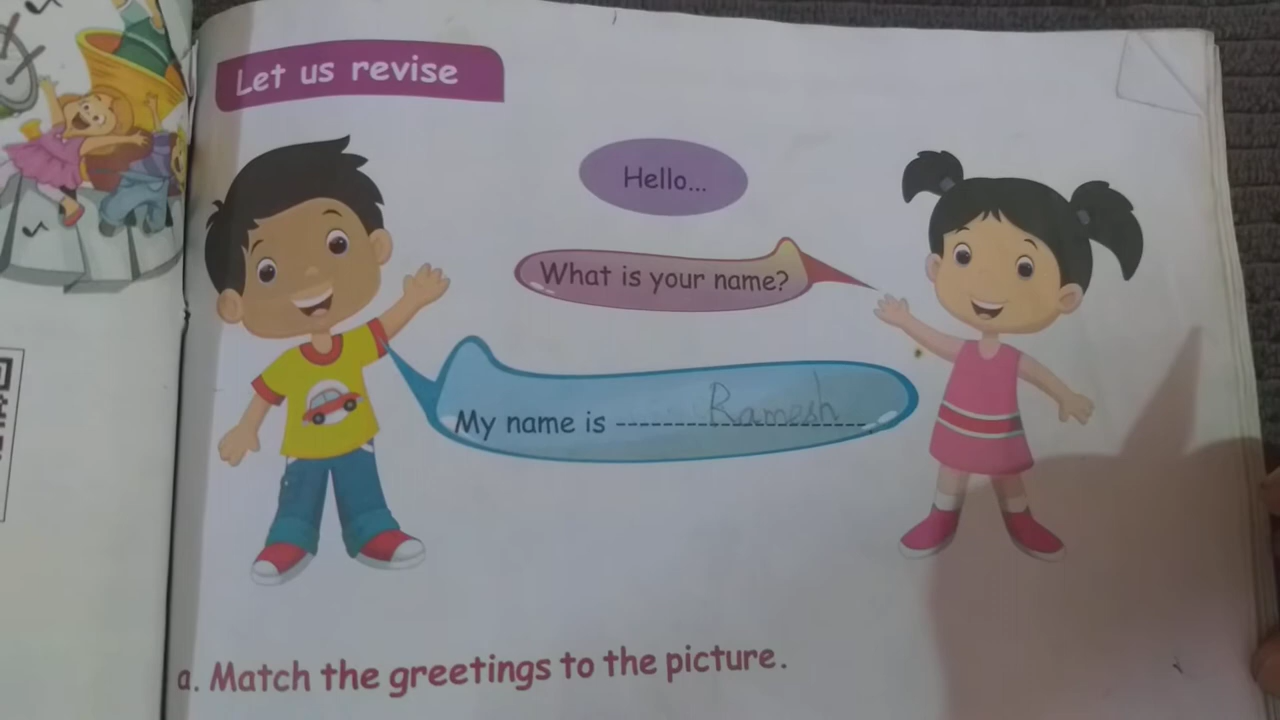 Let us revise
Hello...
What is your name?
My name is Ramesh
a. Match the greetings to the picture.